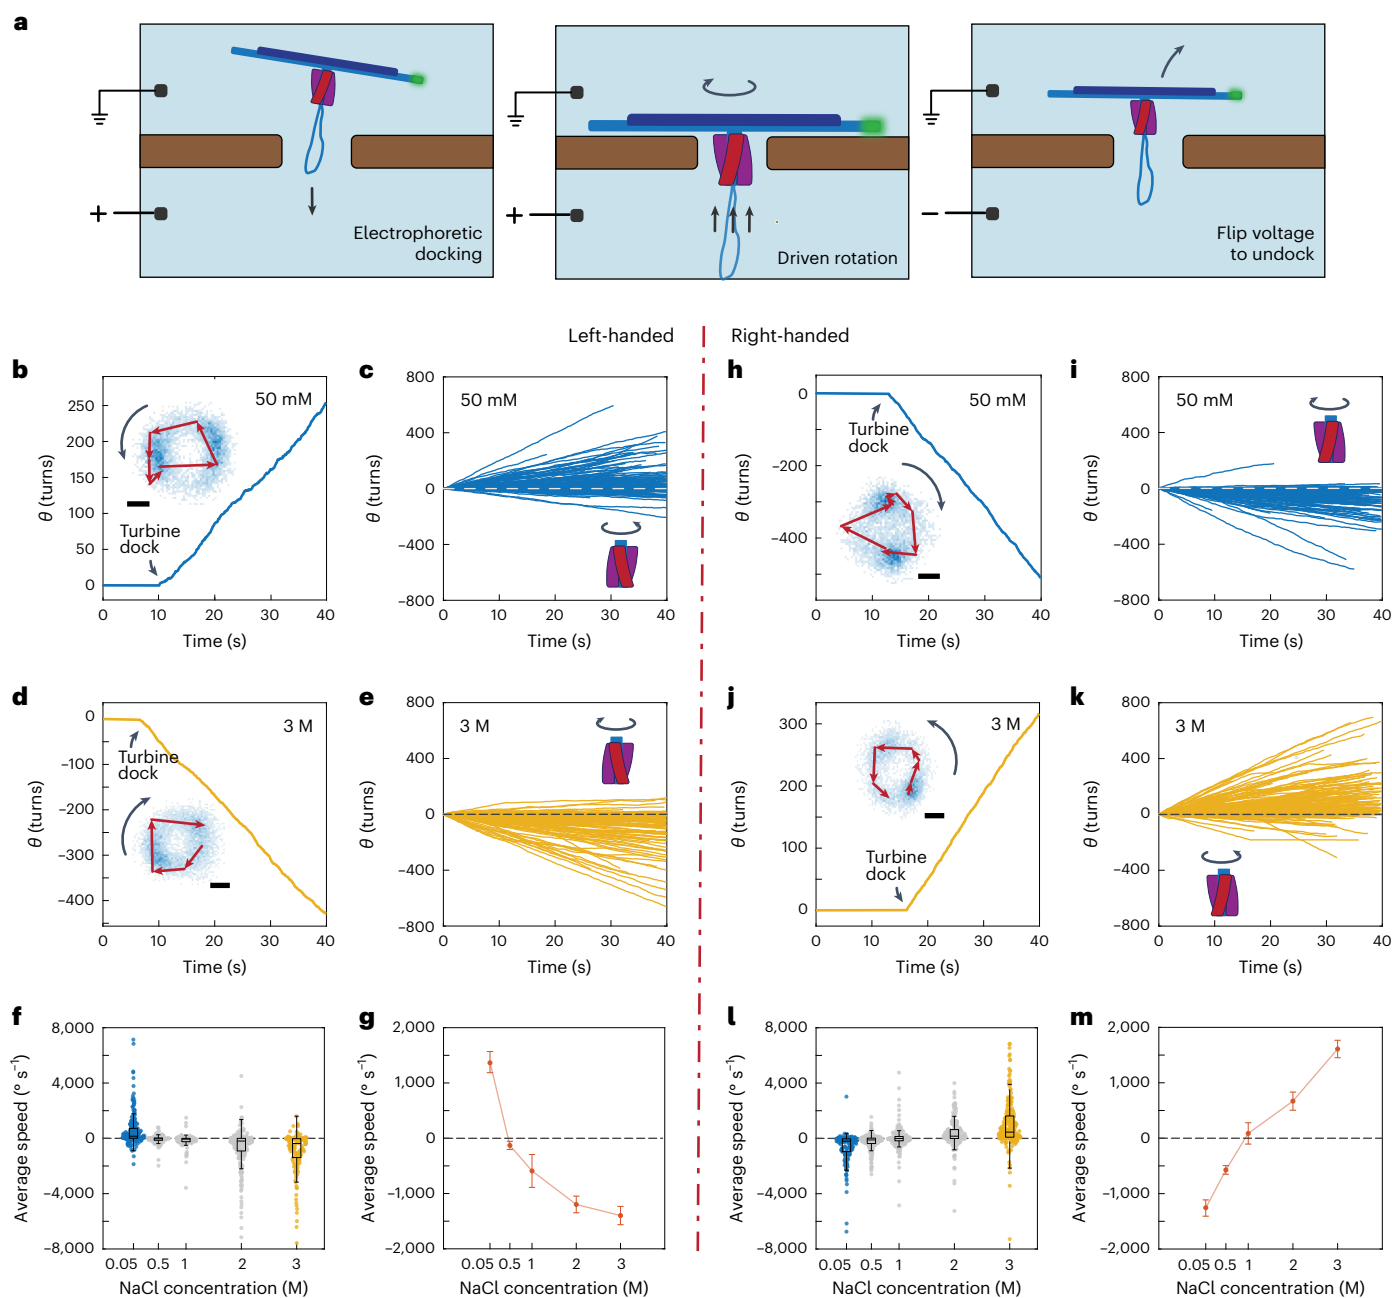 a
+
Electrophoretic
docking
+
Driven rotation
−
Flip voltage
to undock
Left-handed
Right-handed
b
50 mM
250
200
150
100
50
0
θ (turns)
Turbine
dock
0 10 20 30 40
Time (s)
c
50 mM
800
400
0
−400
−800
θ (turns)
0 10 20 30 40
Time (s)
h
50 mM
0
−200
−400
θ (turns)
Turbine
dock
0 10 20 30 40
Time (s)
i
50 mM
800
400
0
−400
−800
θ (turns)
0 10 20 30 40
Time (s)
d
3 M
0
−100
−200
−300
−400
θ (turns)
Turbine
dock
0 10 20 30 40
Time (s)
e
3 M
800
400
0
−400
−800
θ (turns)
0 10 20 30 40
Time (s)
j
3 M
300
200
100
0
θ (turns)
Turbine
dock
0 10 20 30 40
Time (s)
k
3 M
800
400
0
−400
−800
θ (turns)
0 10 20 30 40
Time (s)
f
8,000
4,000
0
−4,000
−8,000
Average speed (° s⁻¹)
0.05 0.5 1 2 3
NaCl concentration (M)
g
2,000
1,000
0
−1,000
−2,000
Average speed (° s⁻¹)
0.05 0.5 1 2 3
NaCl concentration (M)
l
8,000
4,000
0
−4,000
−8,000
Average speed (° s⁻¹)
0.05 0.5 1 2 3
NaCl concentration (M)
m
2,000
1,000
0
−1,000
−2,000
Average speed (° s⁻¹)
0.05 0.5 1 2 3
NaCl concentration (M)